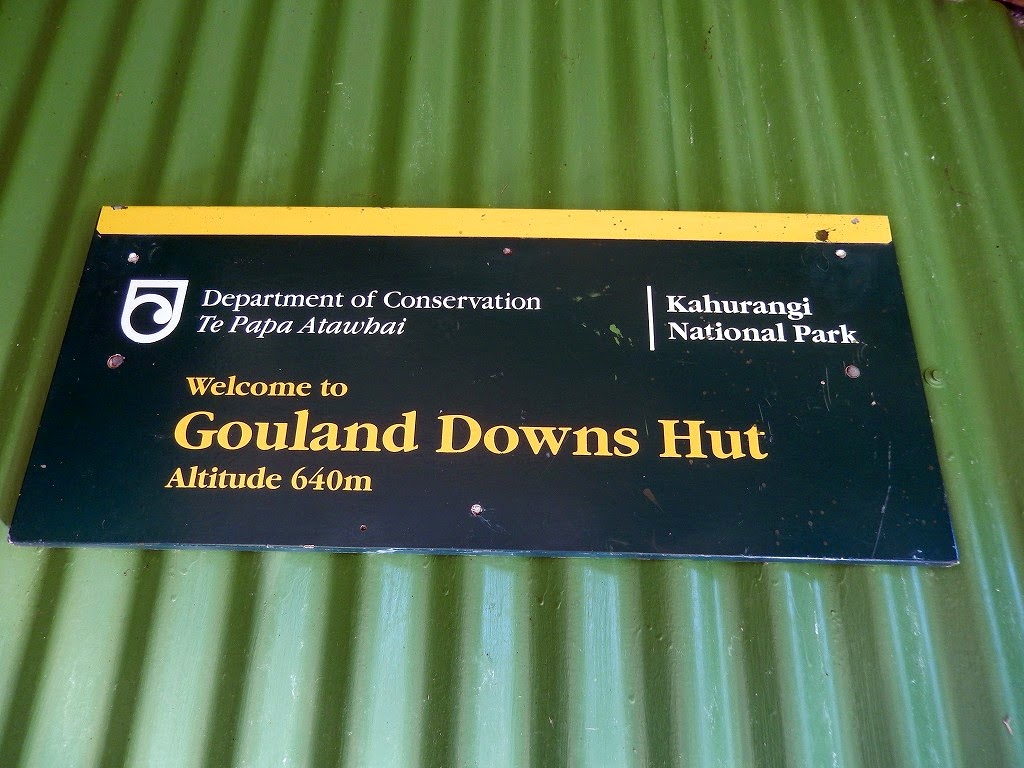 Department of Conservation
Te Papa Atawhai
Kahurangi
National Park
Welcome to
Gouland Downs Hut
Altitude 640m